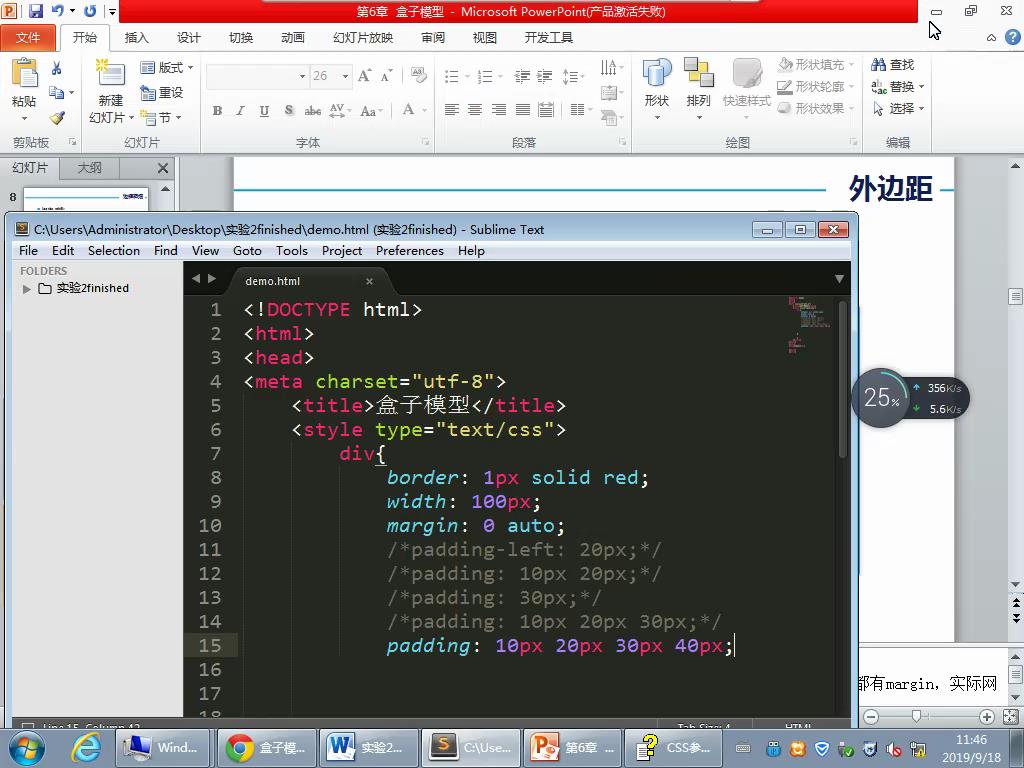 第6章 盒子模型 - Microsoft PowerPoint(产品激活失败)
文件 开始 插入 设计 切换 动画 幻灯片放映 审阅 视图 开发工具
粘贴 新建 幻灯片 版式 重设 节 26 形状 排列 快速样式 形状填充 形状轮廓 形状效果 查找 替换 选择
剪贴板 幻灯片 字体 段落 绘图 编辑
幻灯片 大纲
8
外边距
C:\Users\Administrator\Desktop\实验2finished\demo.html (实验2finished) - Sublime Text
File Edit Selection Find View Goto Tools Project Preferences Help
FOLDERS
实验2finished
demo.html
1 <!DOCTYPE html>
2 <html>
3 <head>
4 <meta charset="utf-8">
5 <title>盒子模型</title>
6 <style type="text/css">
7 div{
8 border: 1px solid red;
9 width: 100px;
10 margin: 0 auto;
11 /*padding-left: 20px;*/
12 /*padding: 10px 20px;*/
13 /*padding: 30px;*/
14 /*padding: 10px 20px 30px;*/
15 padding: 10px 20px 30px 40px;
16
17
18
Line 15, Column 42 Tab Size: 4 HTML
25%
356K/s
5.6K/s
都有margin，实际网
Wind... 盒子模... 实验2... C:\Use... 第6章 ... CSS参...
11:46
2019/9/18